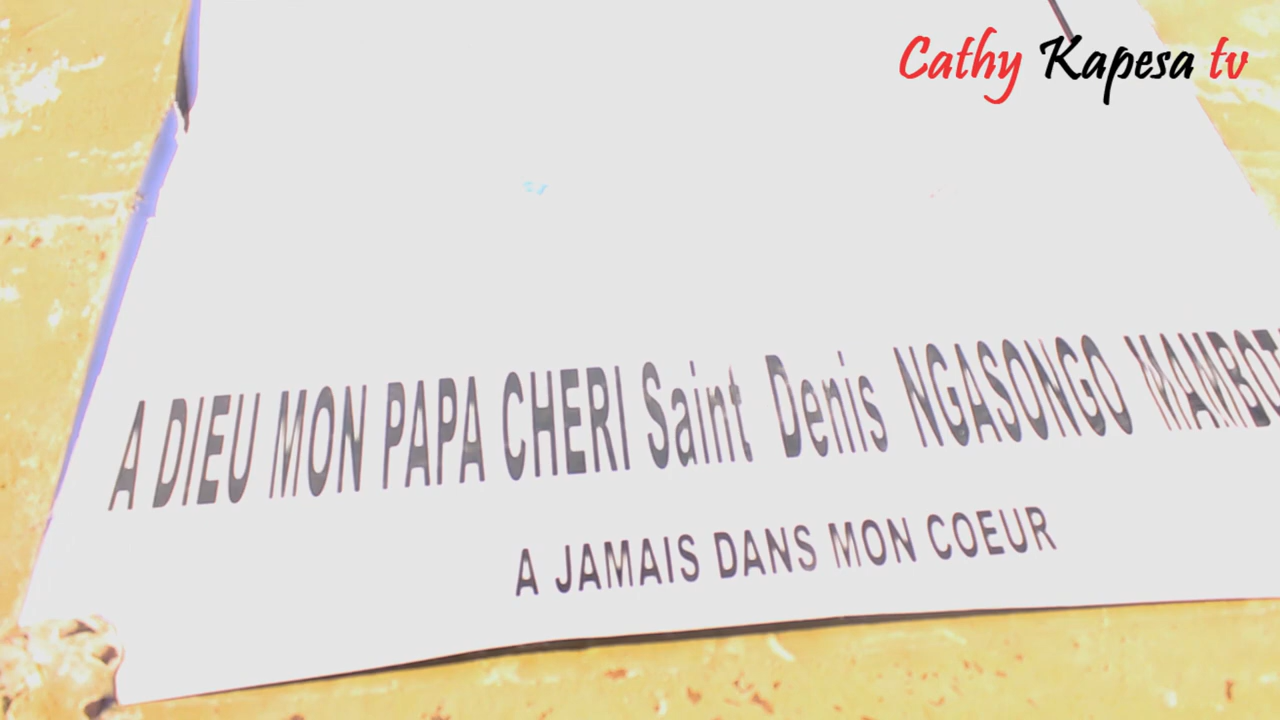 Cathy Kapesa tv
A DIEU MON PAPA CHERI Saint Denis NGASONGO
A JAMAIS DANS MON COEUR